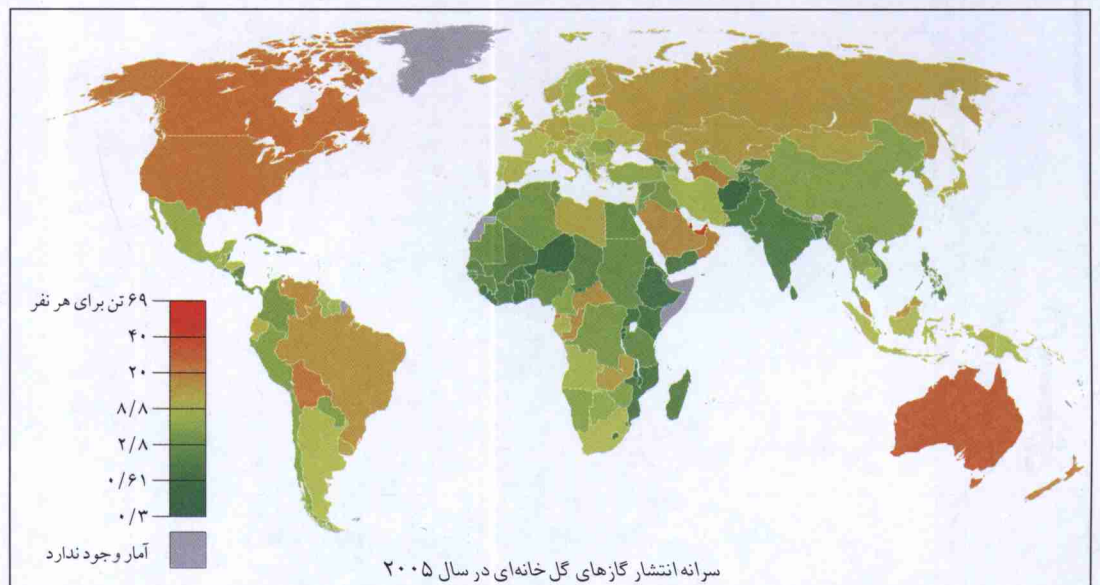 ۶۹ تن برای هر نفر
۴۰
۲۰
۸/۸
۲/۸
۰/۶۱
۰/۳
آمار وجود ندارد
سرانه انتشار گازهای گل خانه‌ای در سال ۲۰۰۵